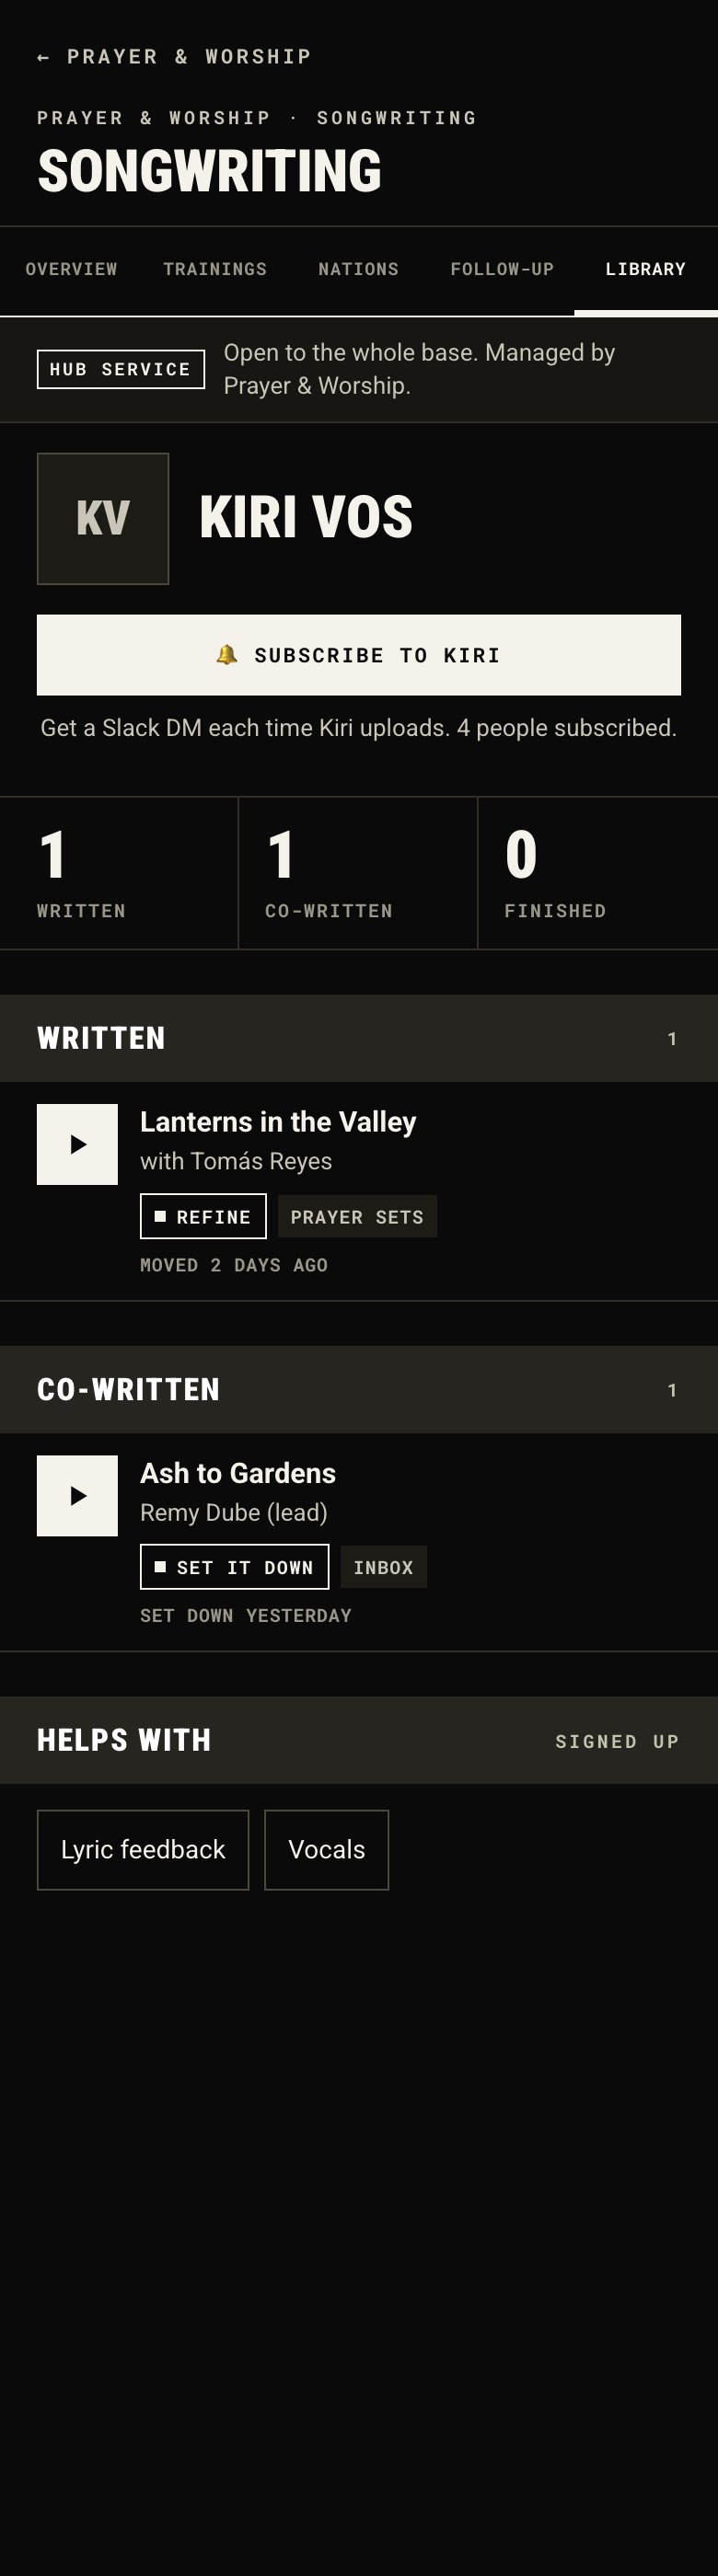 ← PRAYER & WORSHIP
PRAYER & WORSHIP · SONGWRITING
SONGWRITING
OVERVIEW TRAININGS NATIONS FOLLOW-UP LIBRARY
HUB SERVICE
Open to the whole base. Managed by
Prayer & Worship.
KV
KIRI VOS
🔔 SUBSCRIBE TO KIRI
Get a Slack DM each time Kiri uploads. 4 people subscribed.
1 1 0
WRITTEN CO-WRITTEN FINISHED
WRITTEN 1
Lanterns in the Valley
with Tomás Reyes
REFINE PRAYER SETS
MOVED 2 DAYS AGO
CO-WRITTEN 1
Ash to Gardens
Remy Dube (lead)
SET IT DOWN INBOX
SET DOWN YESTERDAY
HELPS WITH SIGNED UP
Lyric feedback Vocals